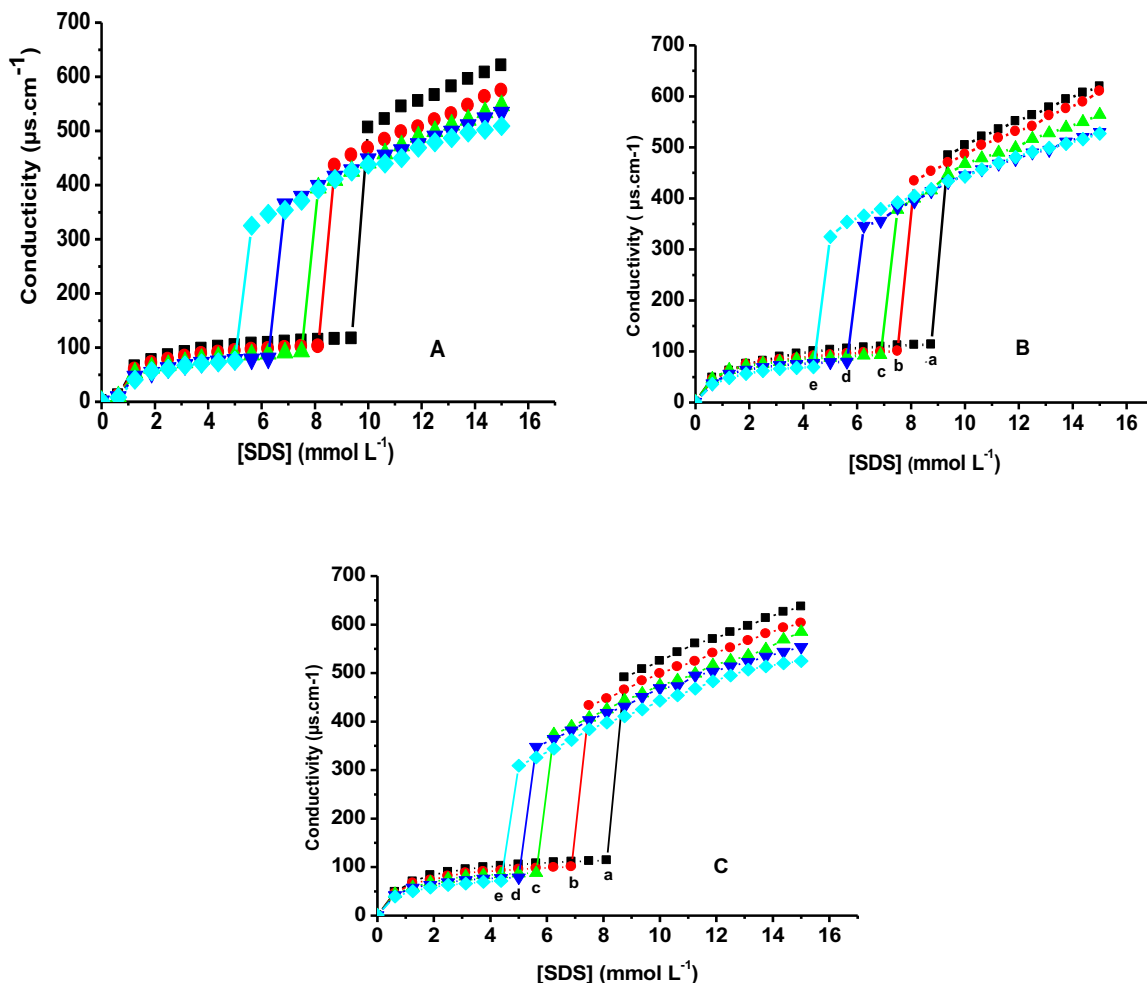 700
600
500
400
300
200
100
0
Conducticity (µs.cm⁻¹)
A
0 2 4 6 8 10 12 14 16
[SDS] (mmol L⁻¹)
700
600
500
400
300
200
100
0
Conductivity ( µs.cm-1)
B
e d c b a
0 2 4 6 8 10 12 14 16
[SDS] (mmol L⁻¹)
700
600
500
400
300
200
100
0
Conductivity (µs.cm-1)
C
e d c b a
0 2 4 6 8 10 12 14 16
[SDS] (mmol L⁻¹)